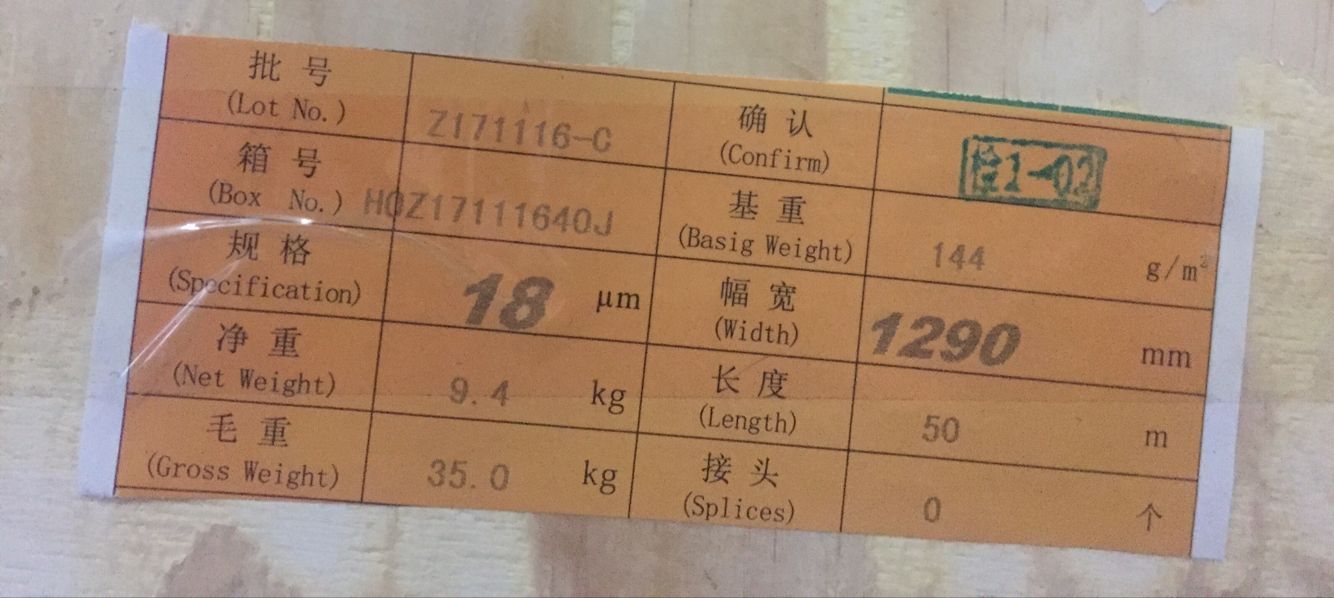 批号
(Lot No.)
Z171116-C
确认
(Confirm)
检1-02
箱号
(Box No.)
HOZ17111640J
基重
(Basig Weight)
144
g/m²
规格
(Specification)
18
μm
幅宽
(Width)
1290
mm
净重
(Net Weight)
9.4
kg
长度
(Length)
50
m
毛重
(Gross Weight)
35.0
kg
接头
(Splices)
0
个